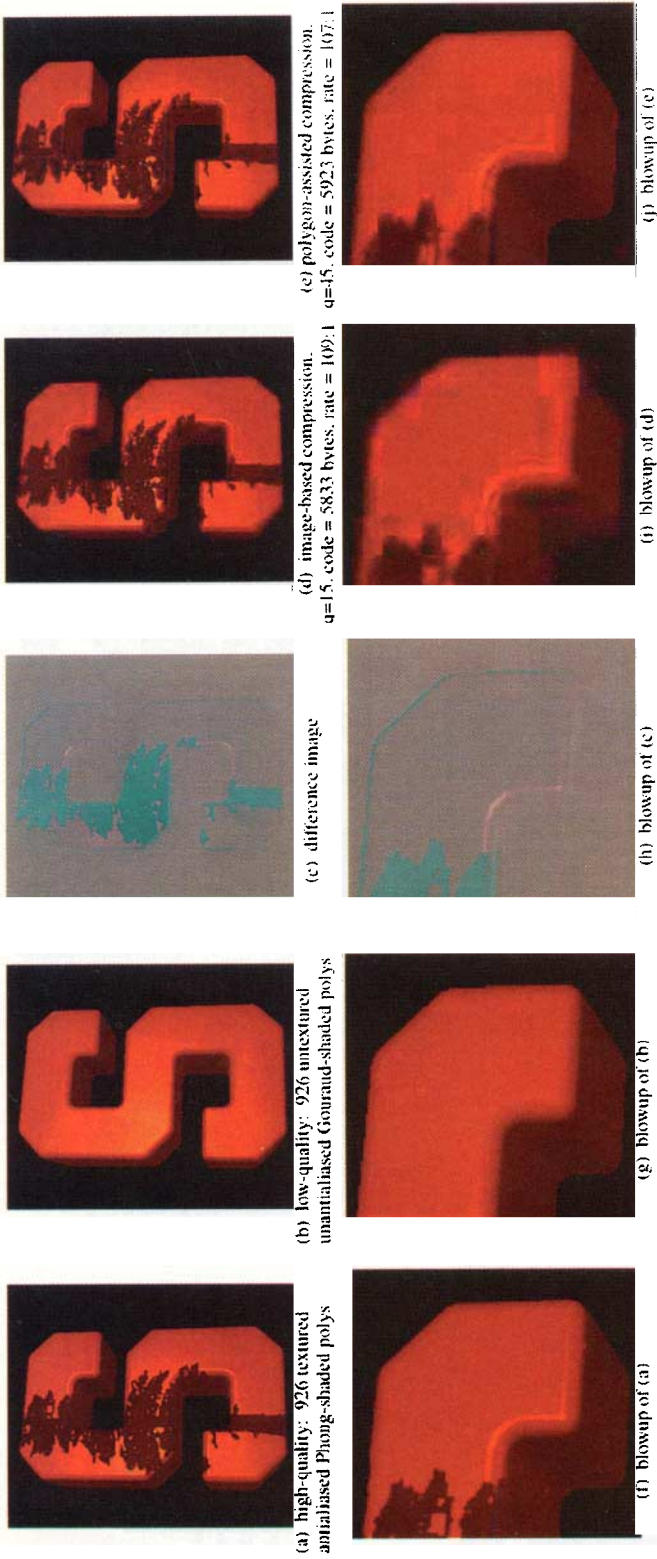 (a) high-quality: 926 textured
antialiased Phong-shaded polys
(b) low-quality: 926 untextured
unantialiased Gouraud-shaded polys
(c) difference image
(d) image-based compression.
q=15. code = 5833 bytes. rate = 109:1
(e) polygon-assisted compression.
q=45. code = 5923 bytes. rate = 107:1
(f) blowup of (a)
(g) blowup of (b)
(h) blowup of (c)
(i) blowup of (d)
(j) blowup of (e)